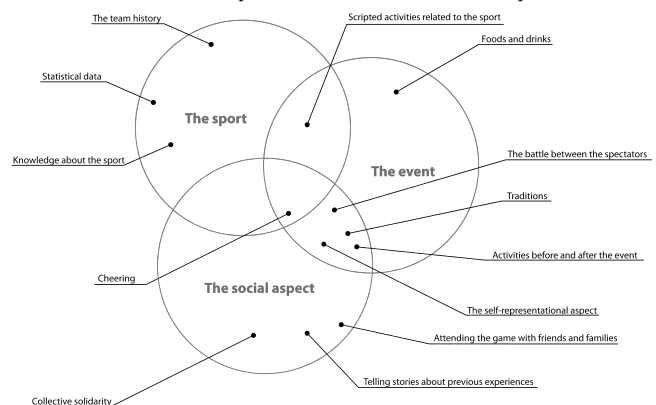 The team history
Scripted activities related to the sport
Foods and drinks
Statistical data
The sport
Knowledge about the sport
The battle between the spectators
The event
Traditions
Activities before and after the event
Cheering
The social aspect
The self-representational aspect
Attending the game with friends and families
Telling stories about previous experiences
Collective solidarity